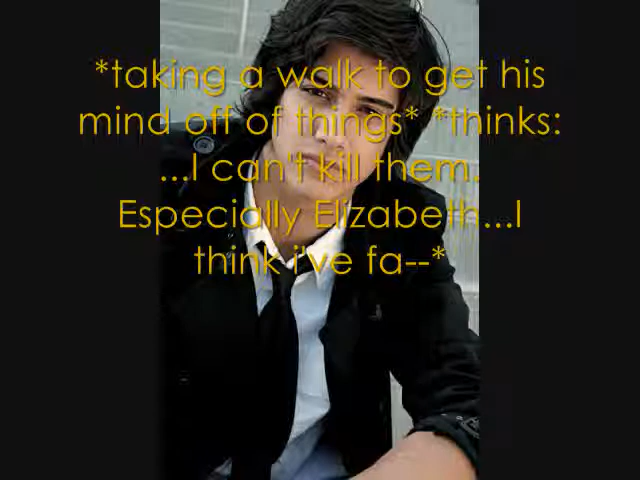 *taking a walk to get his
mind off of things* *thinks:
...I can't kill them.
Especially Elizabeth...I
think i've fa--*